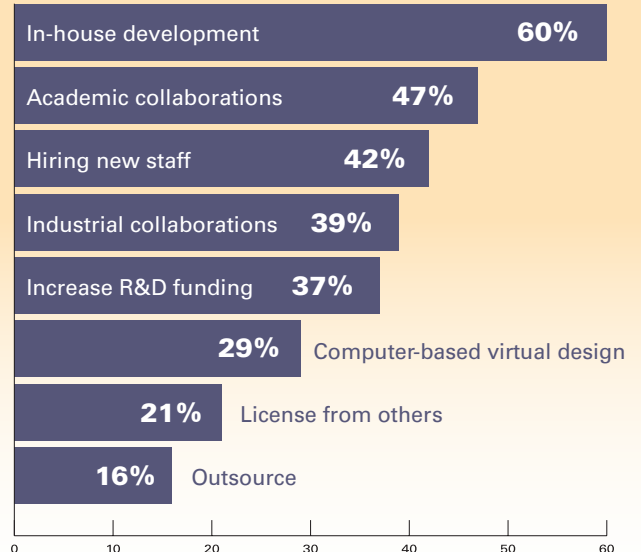 In-house development 60%
Academic collaborations 47%
Hiring new staff 42%
Industrial collaborations 39%
Increase R&D funding 37%
29% Computer-based virtual design
21% License from others
16% Outsource
0 10 20 30 40 50 60